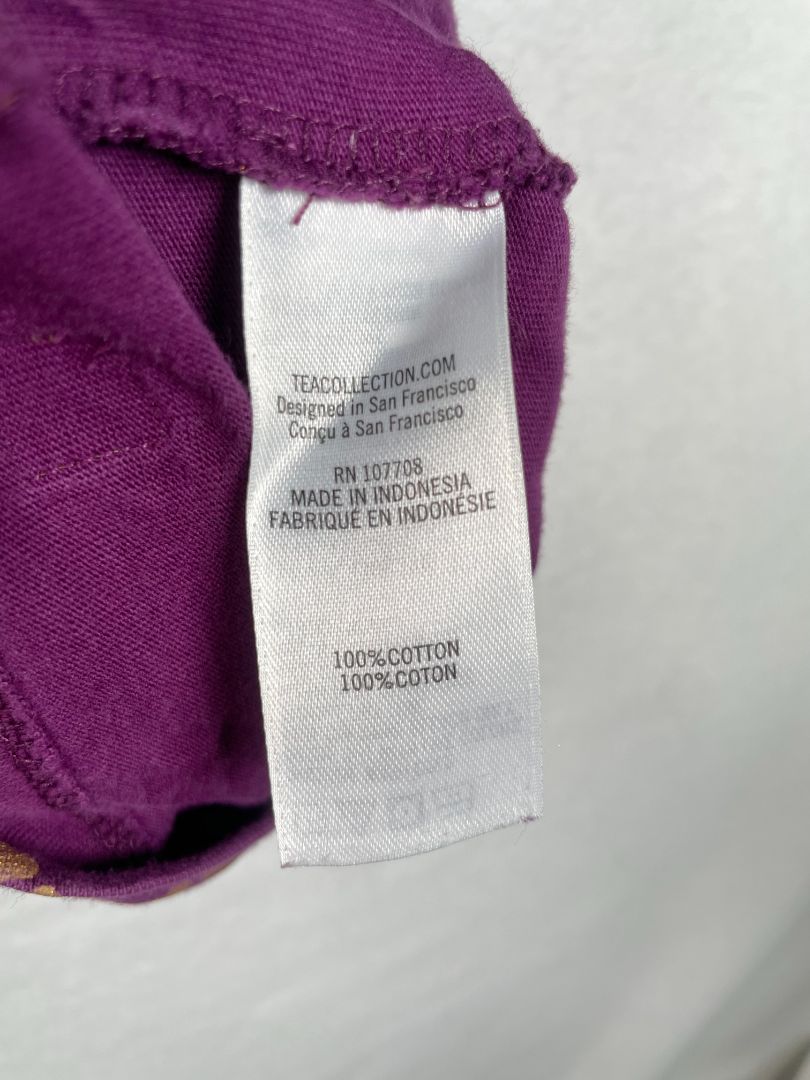 TEACOLLECTION.COM
Designed in San Francisco
Conçu à San Francisco
RN 107708
MADE IN INDONESIA
FABRIQUÉ EN INDONÉSIE
100%COTTON
100%COTON